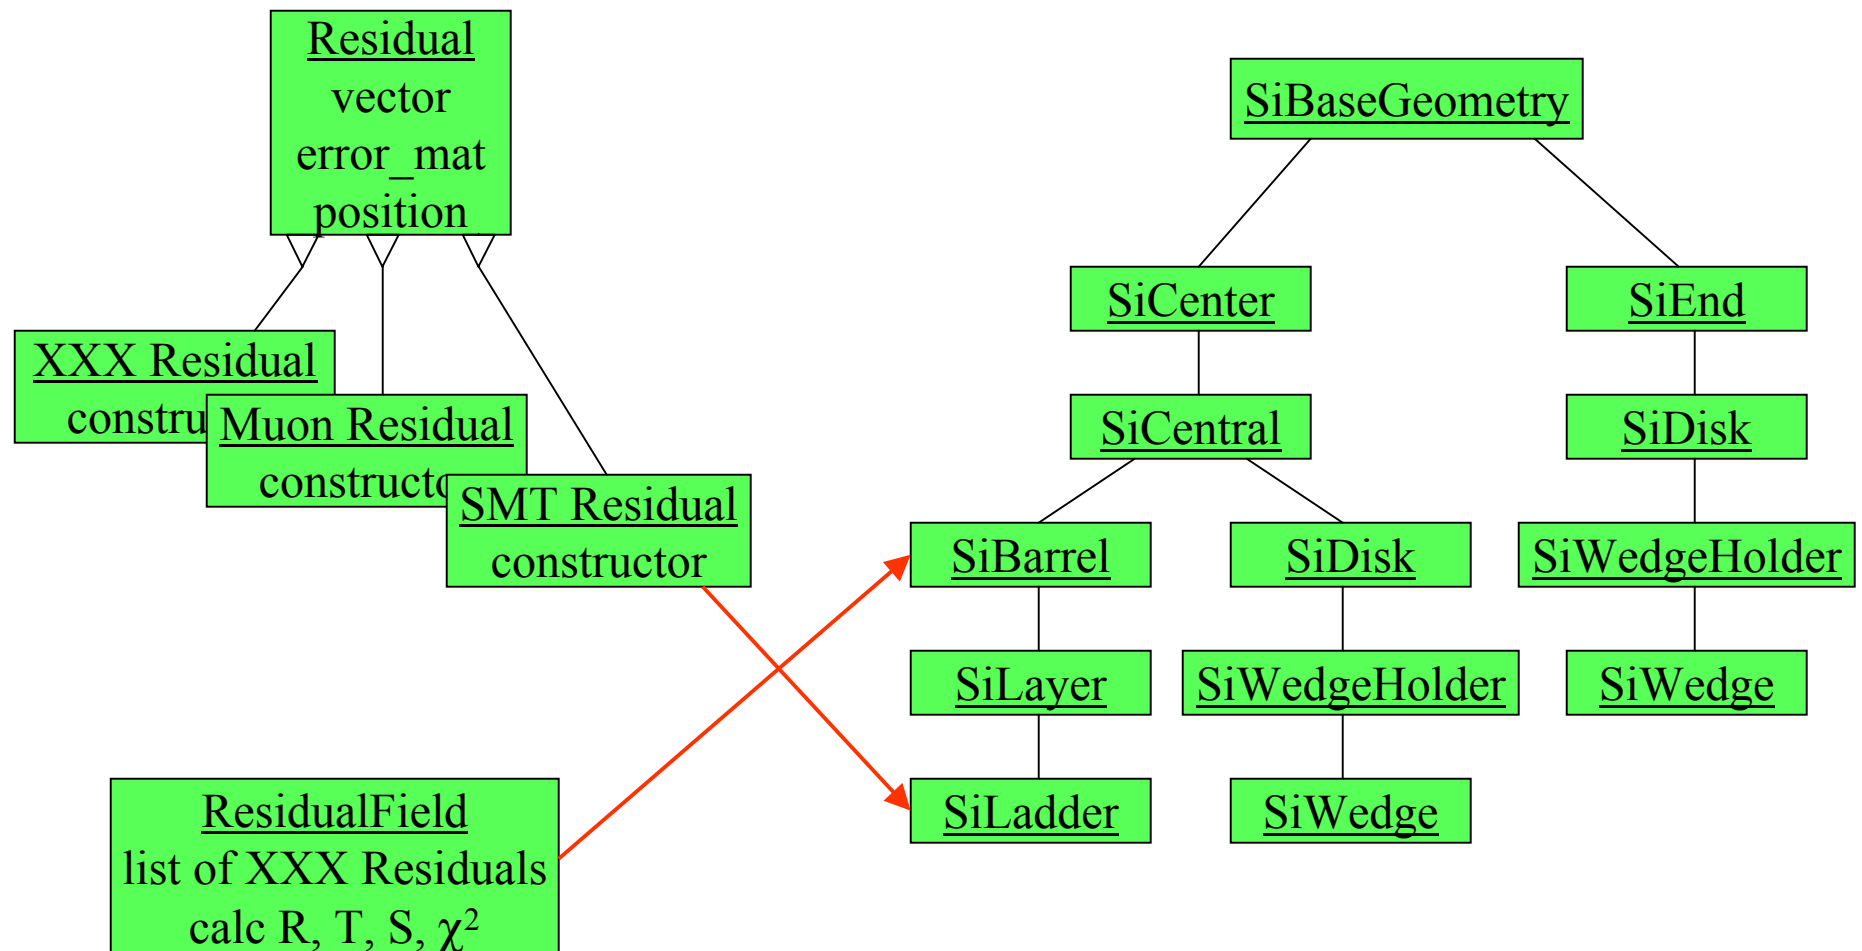 Residual
vector
error_mat
position
XXX Residual
constru
Muon Residual
constructo
SMT Residual
constructor
ResidualField
list of XXX Residuals
calc R, T, S, χ²
SiBaseGeometry
SiCenter
SiEnd
SiCentral
SiDisk
SiBarrel
SiDisk
SiWedgeHolder
SiLayer
SiWedgeHolder
SiWedge
SiLadder
SiWedge